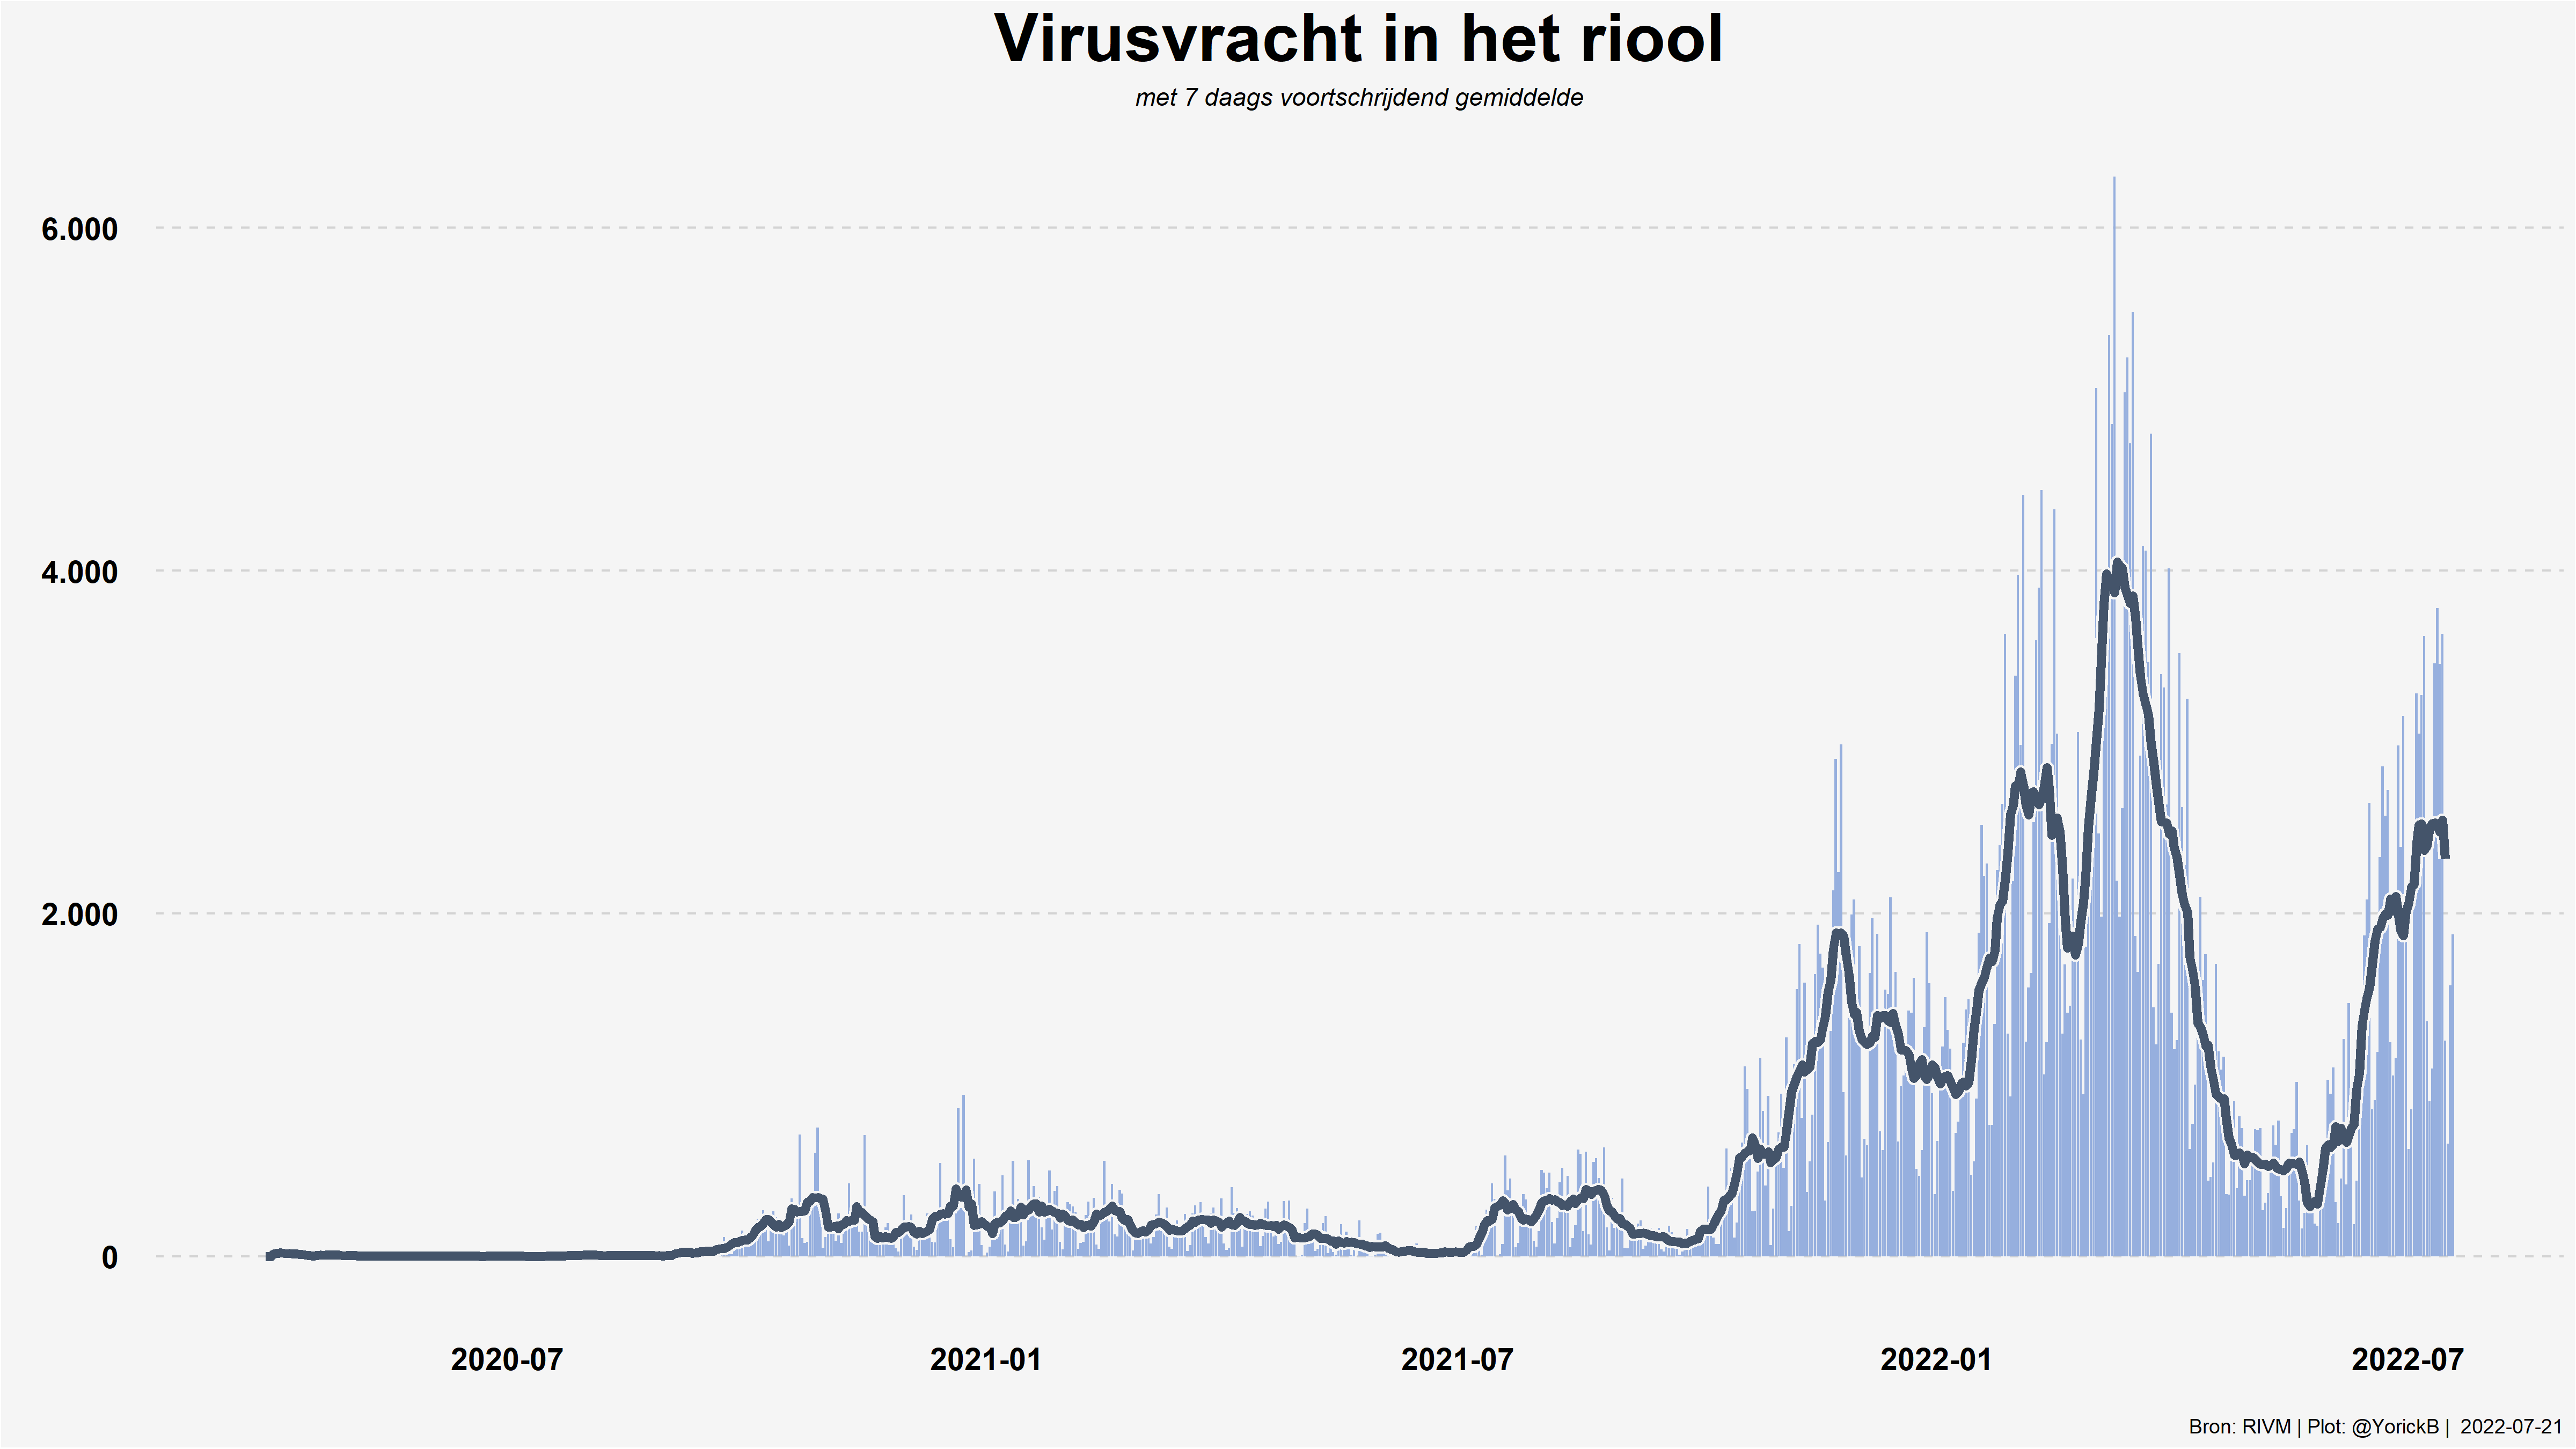 Virusvracht in het riool
met 7 daags voortschrijdend gemiddelde
6.000
4.000
2.000
0
2020-07 2021-01 2021-07 2022-01 2022-07
Bron: RIVM | Plot: @YorickB | 2022-07-21